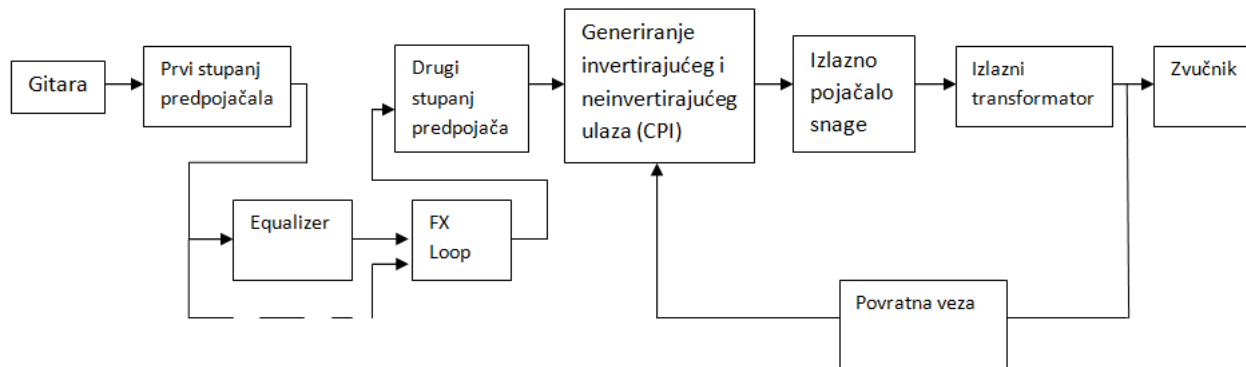 Gitara
Prvi stupanj
predpojačala
Equalizer
FX
Loop
Drugi
stupanj
predpojača
Generiranje
invertirajućeg i
neinvertirajućeg
ulaza (CPI)
Izlazno
pojačalo
snage
Izlazni
transformator
Zvučnik
Povratna veza